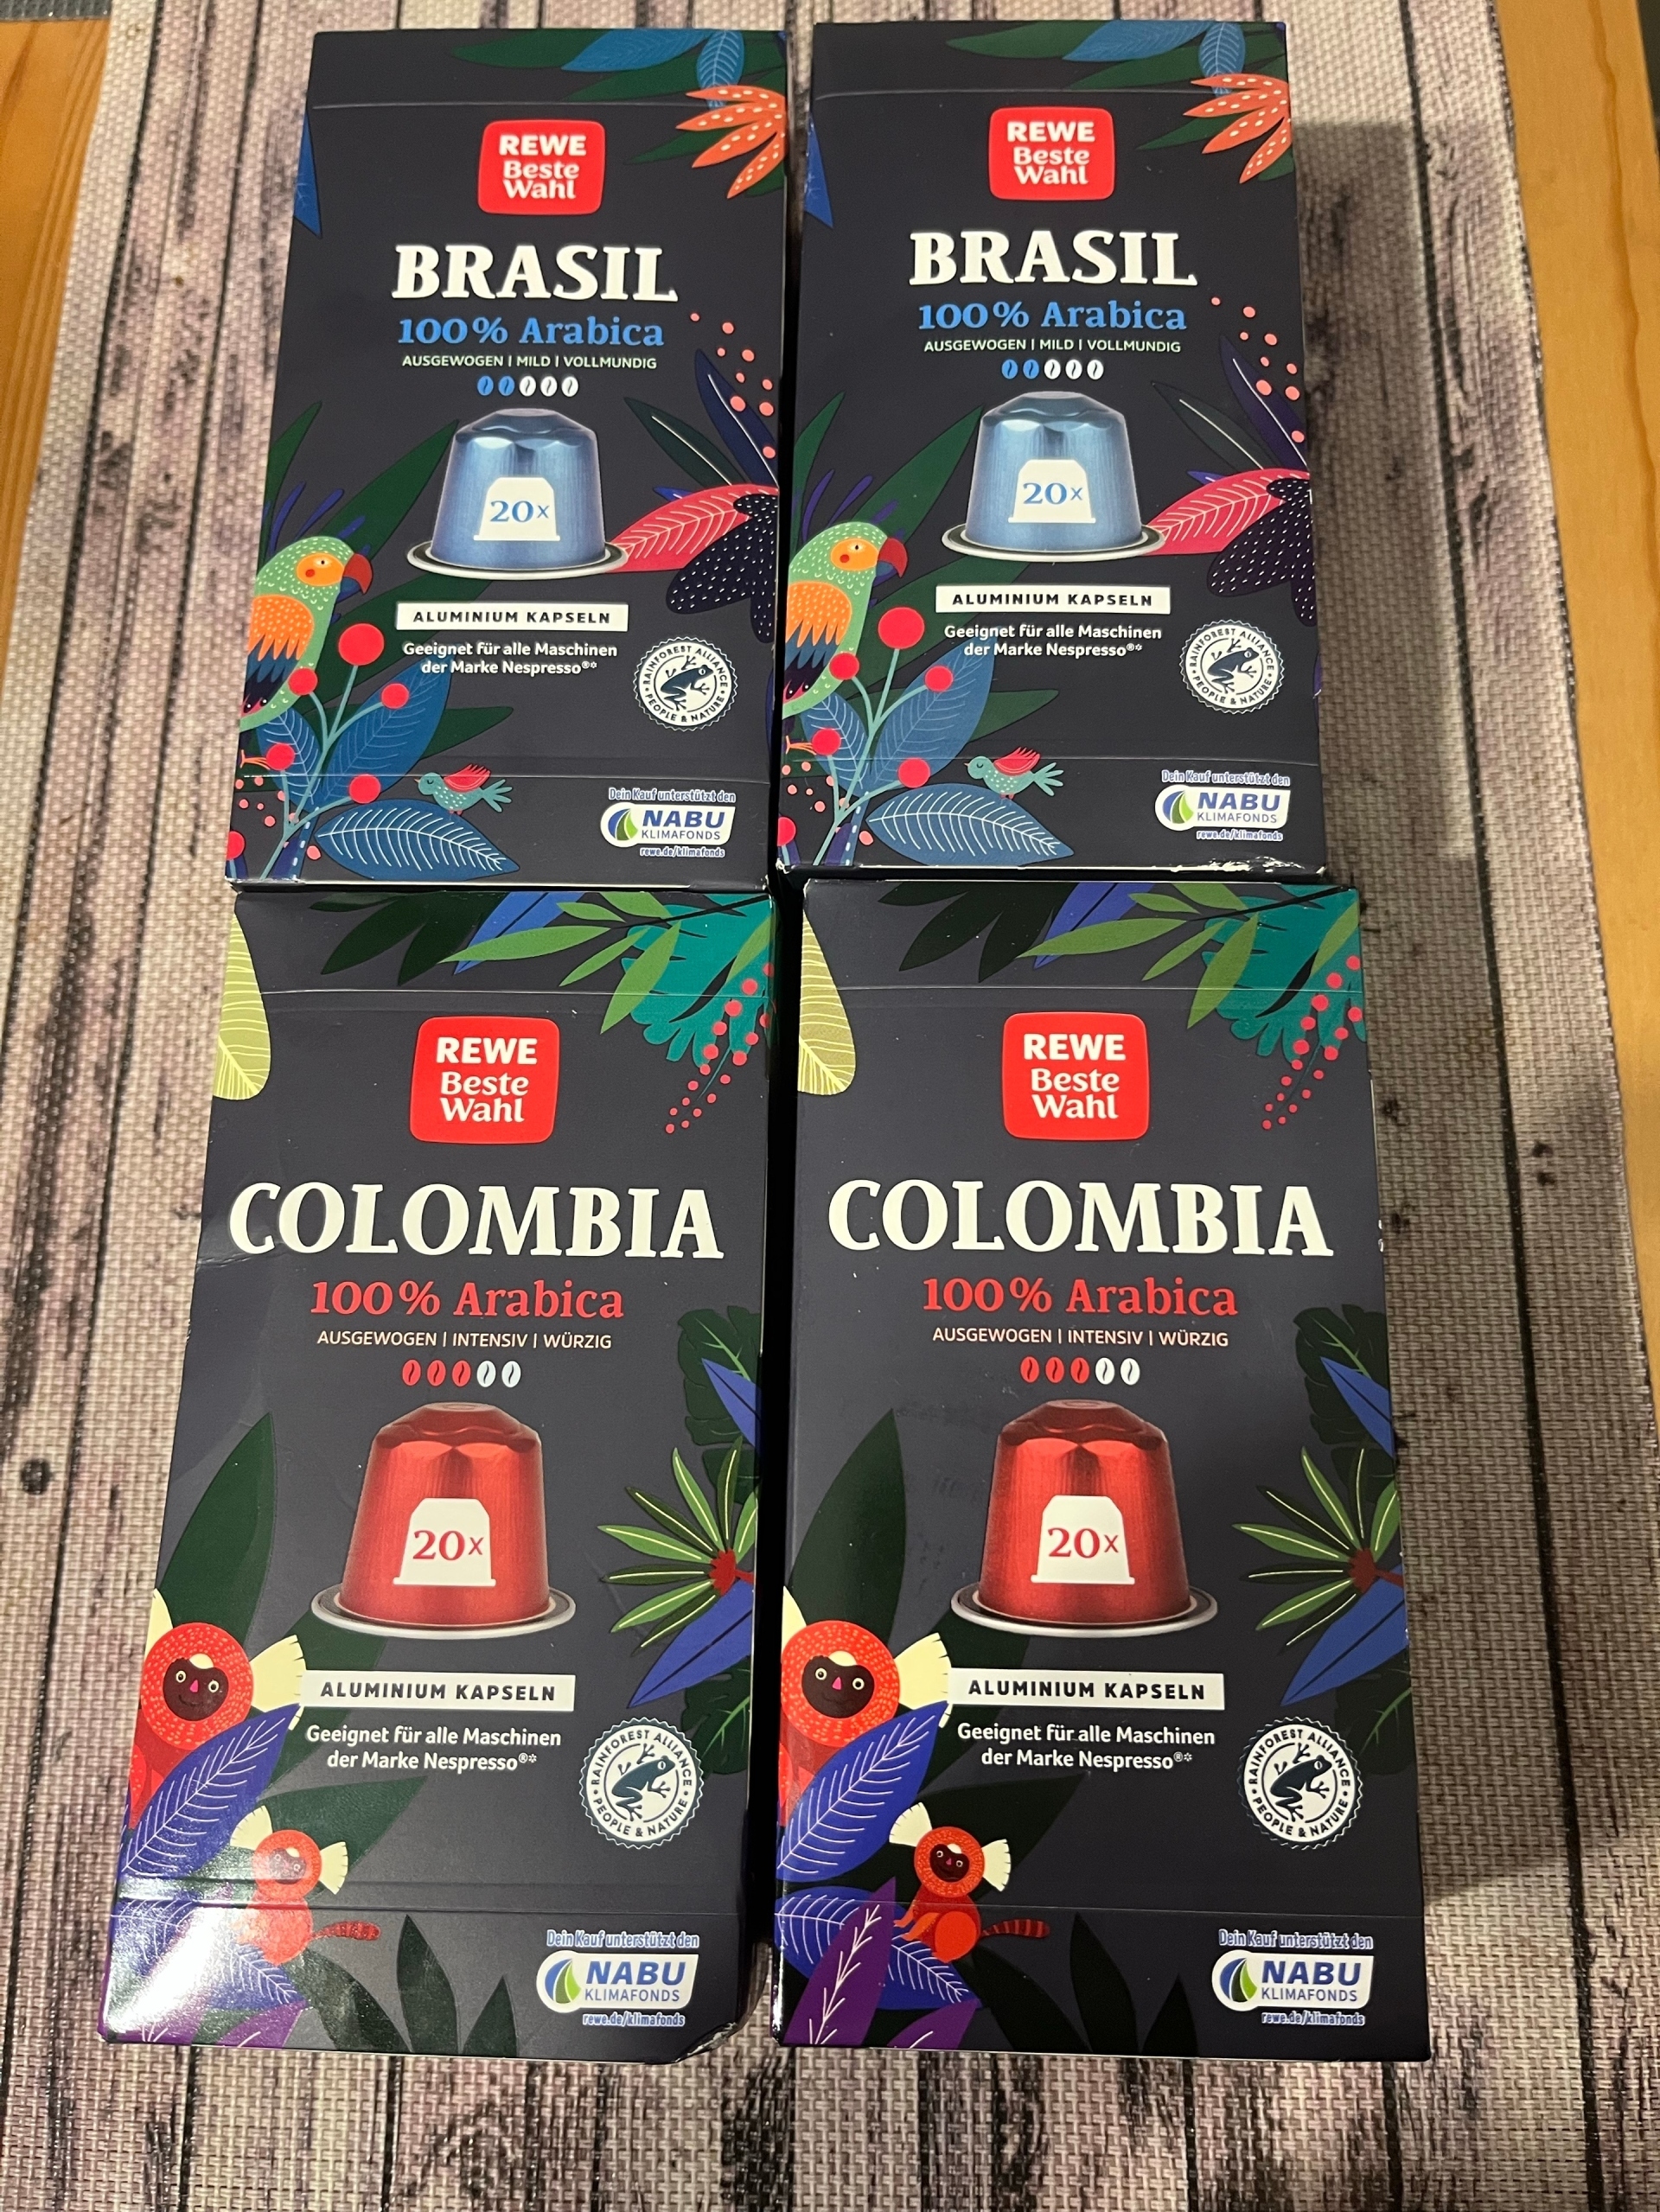 REWE
Beste
Wahl
BRASIL
100% Arabica
AUSGEWOGEN | MILD | VOLLMUNDIG
20x
ALUMINIUM KAPSELN
Geeignet für alle Maschinen
der Marke Nespresso®*
RAINFOREST ALLIANCE
PEOPLE & NATURE
Dein Kauf unterstützt den
NABU
KLIMAFONDS
rewe.de/klimafonds
REWE
Beste
Wahl
BRASIL
100% Arabica
AUSGEWOGEN | MILD | VOLLMUNDIG
20x
ALUMINIUM KAPSELN
Geeignet für alle Maschinen
der Marke Nespresso®*
RAINFOREST ALLIANCE
PEOPLE & NATURE
Dein Kauf unterstützt den
NABU
KLIMAFONDS
rewe.de/klimafonds
REWE
Beste
Wahl
COLOMBIA
100% Arabica
AUSGEWOGEN | INTENSIV | WÜRZIG
20x
ALUMINIUM KAPSELN
Geeignet für alle Maschinen
der Marke Nespresso®*
RAINFOREST ALLIANCE
PEOPLE & NATURE
Dein Kauf unterstützt den
NABU
KLIMAFONDS
rewe.de/klimafonds
REWE
Beste
Wahl
COLOMBIA
100% Arabica
AUSGEWOGEN | INTENSIV | WÜRZIG
20x
ALUMINIUM KAPSELN
Geeignet für alle Maschinen
der Marke Nespresso®*
RAINFOREST ALLIANCE
PEOPLE & NATURE
Dein Kauf unterstützt den
NABU
KLIMAFONDS
rewe.de/klimafonds